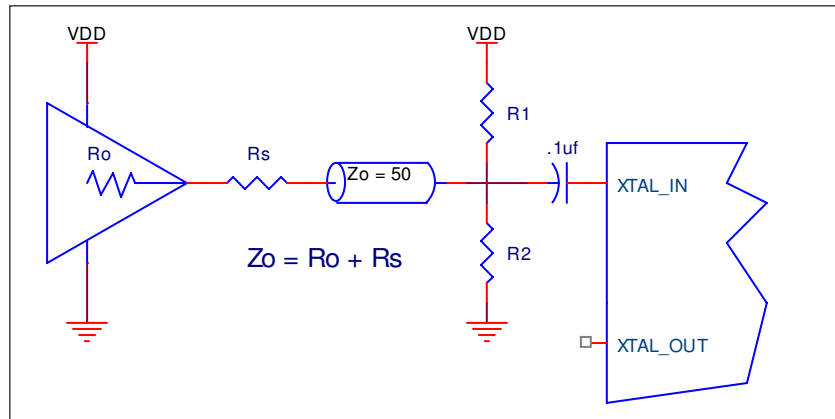 VDD
VDD
R1
Ro
Rs
Zo = 50
.1uf
XTAL_IN
Zo = Ro + Rs
R2
XTAL_OUT